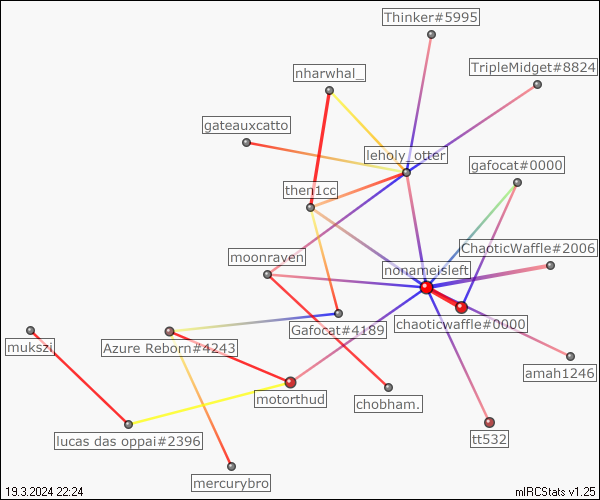 Thinker#5995
TripleMidget#8824
nharwhal_
gateauxcatto
leholy_otter
gafocat#0000
then1cc
ChaoticWaffle#2006
moonraven
nonameisleft
chaoticwaffle#0000
Gafocat#4189
mukszi
Azure Reborn#4243
amah1246
motorthud
chobham.
lucas das oppai#2396
tt532
mercurybro
19.3.2024 22:24
mIRCStats v1.25